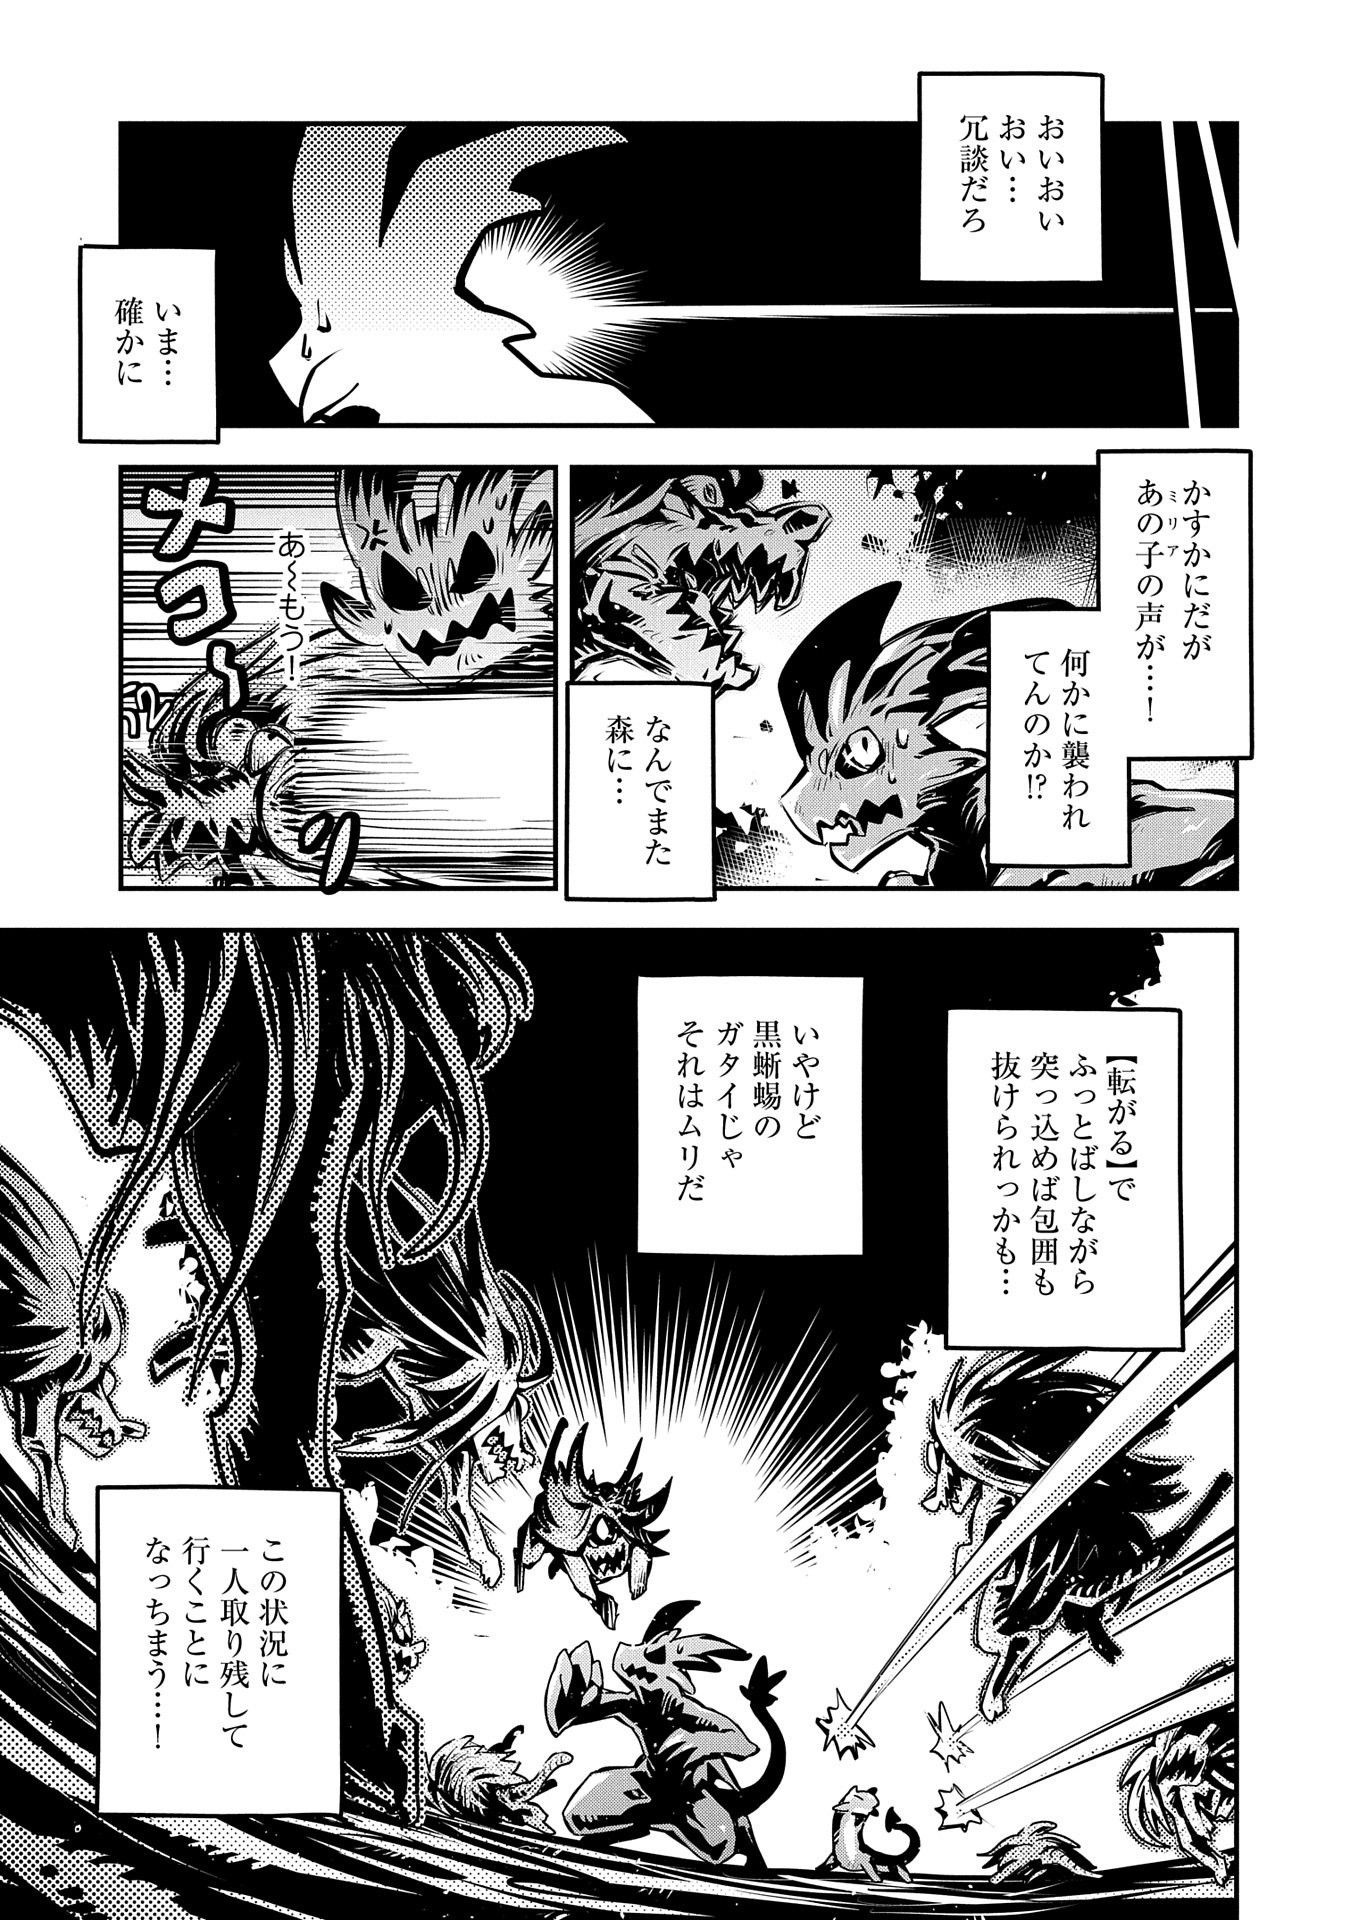 おいおい
おい…
冗談だろ
いま…
確かに
かすかにだが
ミリア
あの子の声が…！
何かに襲われ
てんのか!?
なんでまた
森に…
あ～もう！
メコ～
【転がる】で
ふっとばしながら
突っ込めば包囲も
抜けられっかも…
いやけど
黒蜥蜴の
ガタイじゃ
それはムリだ
この状況に
一人取り残して
行くことに
なっちまう…！